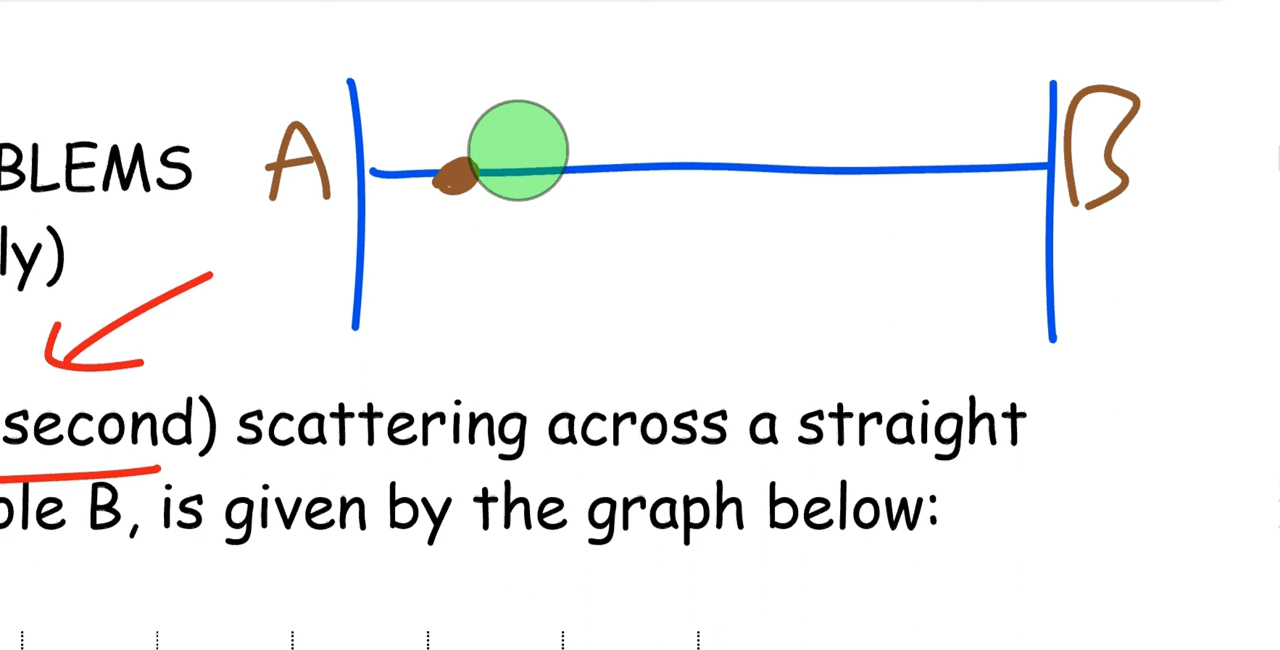 A B
BLEMS
ly)
second) scattering across a straight
ole B, is given by the graph below: